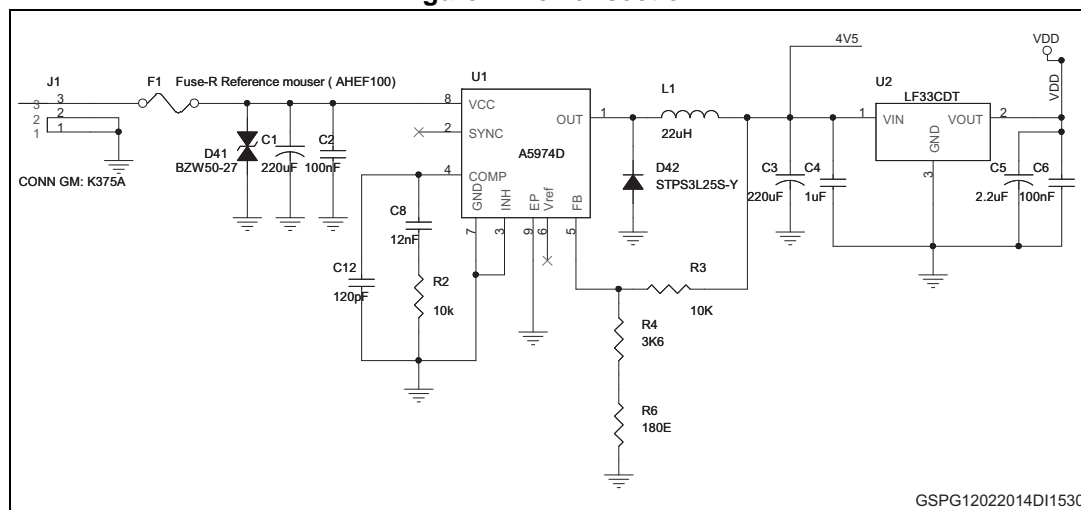 J1
3
2
1
3
2
1
CONN GM: K375A
F1
Fuse-R Reference mouser ( AHEF100)
D41
BZW50-27
C1
220uF
C2
100nF
U1
8
VCC
2
SYNC
4
COMP
OUT
1
A5974D
GND
INH
EP
Vref
FB
7
3
9
6
5
C8
12nF
C12
120pF
R2
10k
L1
22uH
D42
STPS3L25S-Y
R3
10K
R4
3K6
R6
180E
4V5
C3
220uF
C4
1uF
U2
LF33CDT
1
VIN
VOUT
2
GND
3
VDD
VDD
C5
2.2uF
C6
100nF
GSPG12022014DI1530